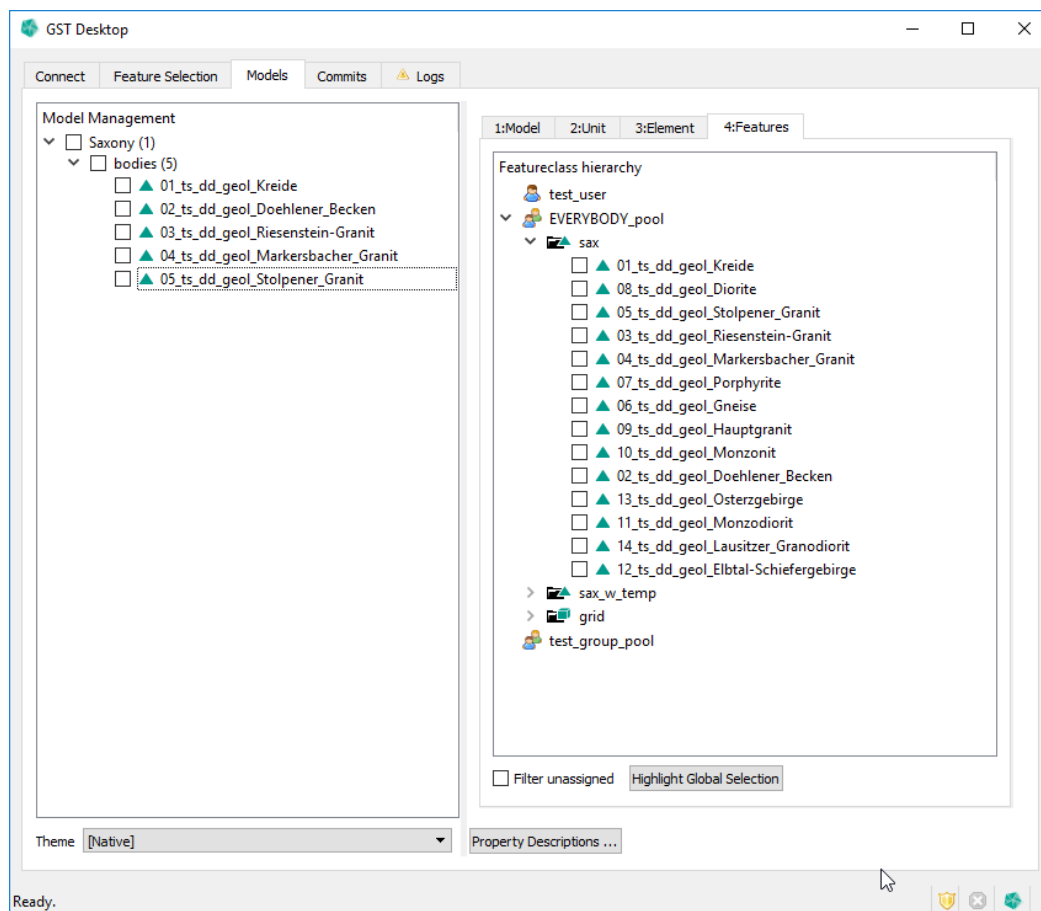 GST Desktop
Connect Feature Selection Models Commits Logs
Model Management
Saxony (1)
bodies (5)
01_ts_dd_geol_Kreide
02_ts_dd_geol_Doehlener_Becken
03_ts_dd_geol_Riesenstein-Granit
04_ts_dd_geol_Markersbacher_Granit
05_ts_dd_geol_Stolpener_Granit
Theme [Native]
1:Model 2:Unit 3:Element 4:Features
Featureclass hierarchy
test_user
EVERYBODY_pool
sax
01_ts_dd_geol_Kreide
08_ts_dd_geol_Diorite
05_ts_dd_geol_Stolpener_Granit
03_ts_dd_geol_Riesenstein-Granit
04_ts_dd_geol_Markersbacher_Granit
07_ts_dd_geol_Porphyrite
06_ts_dd_geol_Gneise
09_ts_dd_geol_Hauptgranit
10_ts_dd_geol_Monzonit
02_ts_dd_geol_Doehlener_Becken
13_ts_dd_geol_Osterzgebirge
11_ts_dd_geol_Monzodiorit
14_ts_dd_geol_Lausitzer_Granodiorit
12_ts_dd_geol_Elbtal-Schiefergebirge
sax_w_temp
grid
test_group_pool
Filter unassigned Highlight Global Selection
Property Descriptions ...
Ready.